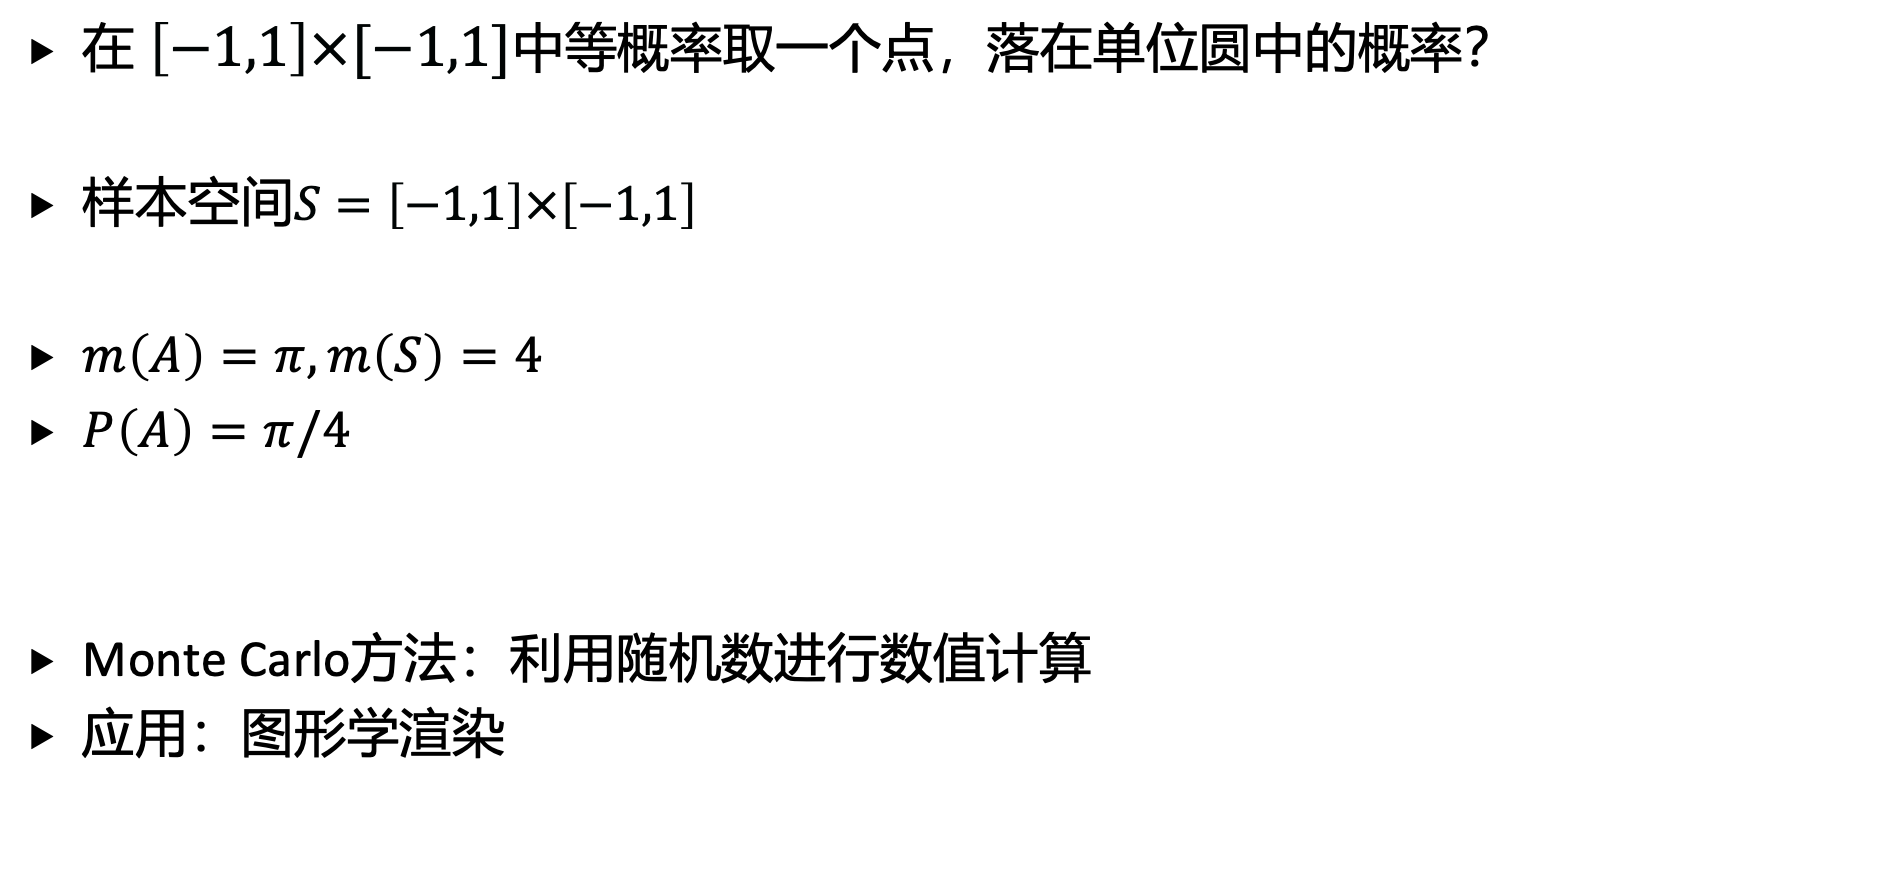 ▶ 在 [−1,1]×[−1,1]中等概率取一个点，落在单位圆中的概率？
▶ 样本空间S = [−1,1]×[−1,1]
▶ m(A) = π, m(S) = 4
▶ P(A) = π/4
▶ Monte Carlo方法：利用随机数进行数值计算
▶ 应用：图形学渲染